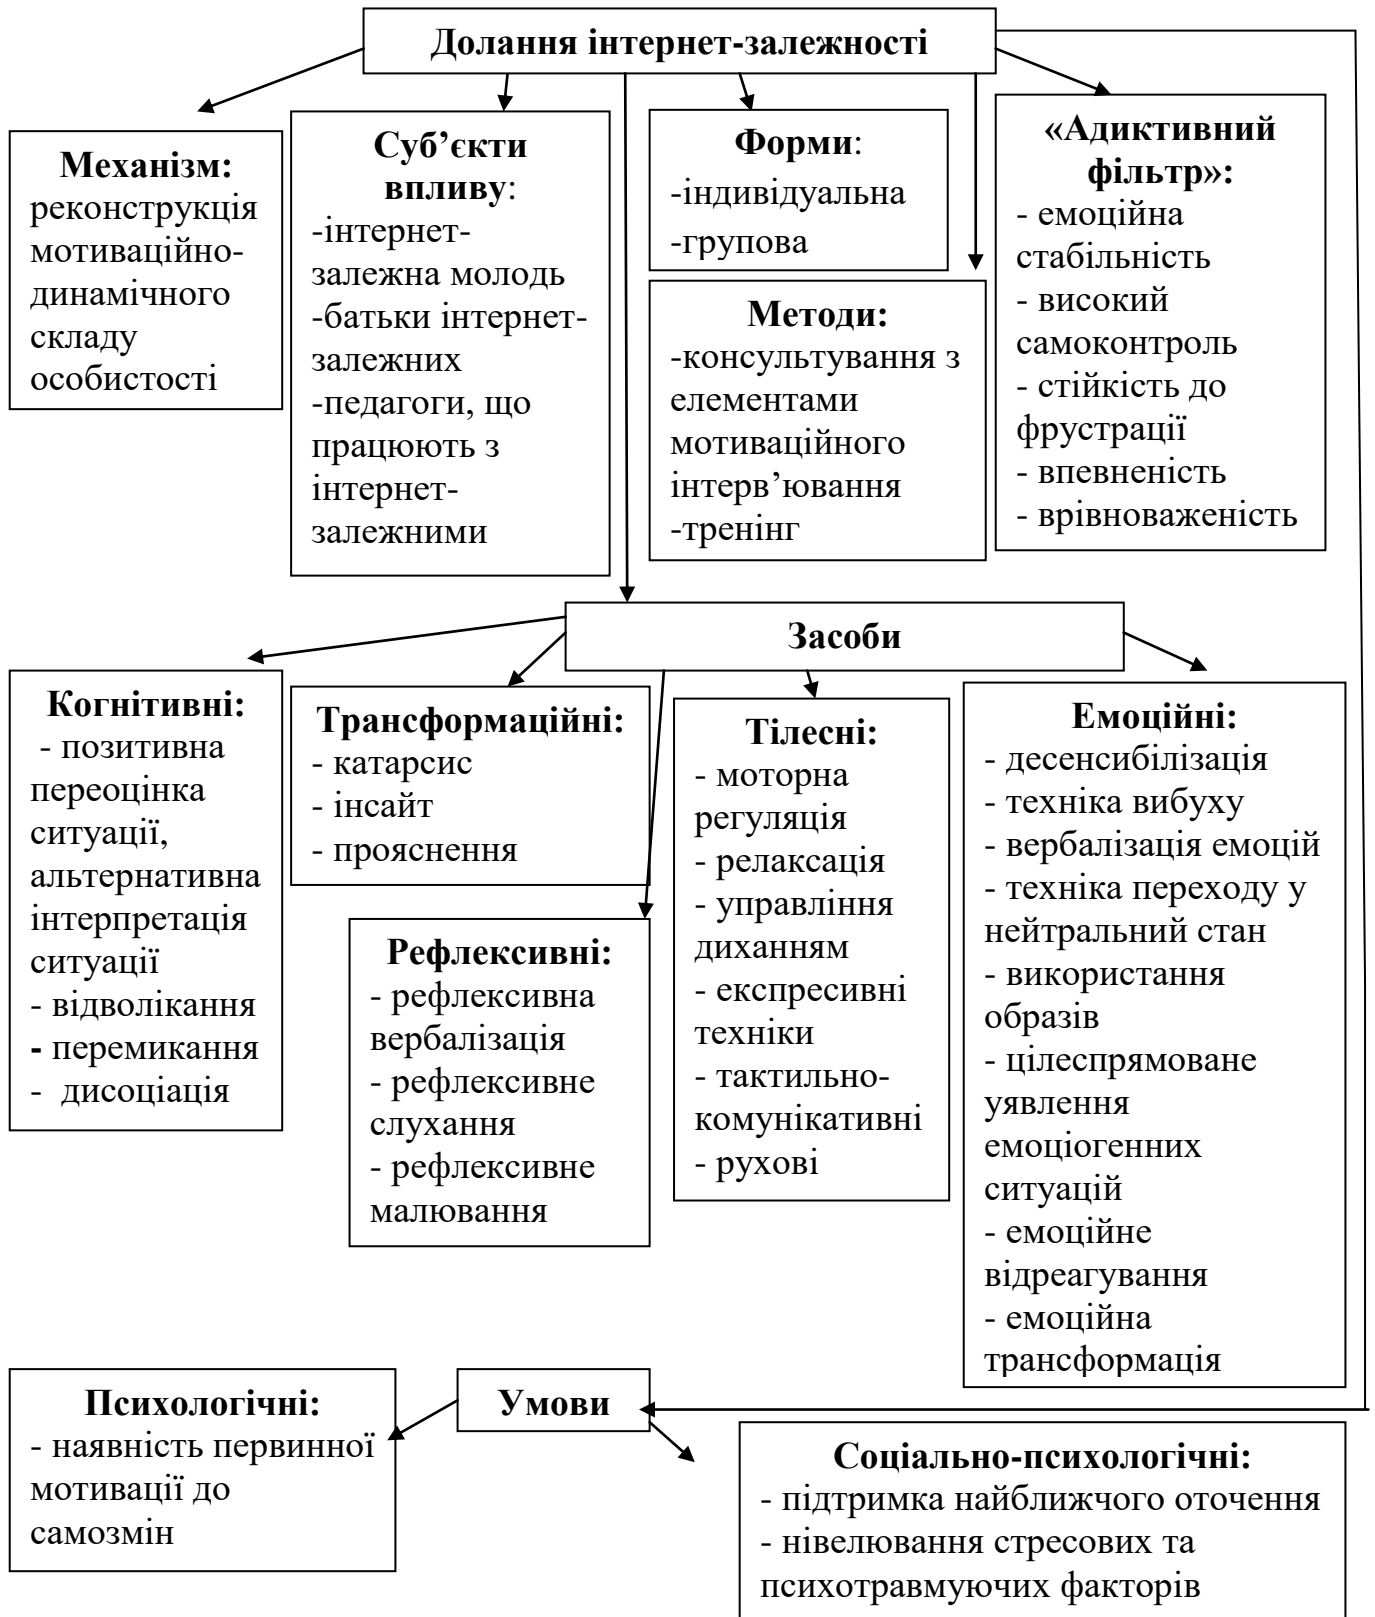 Долання інтернет-залежності
Механізм:
реконструкція
мотиваційно-
динамічного
складу
особистості
Суб’єкти
впливу:
-інтернет-
залежна молодь
-батьки інтернет-
залежних
-педагоги, що
працюють з
інтернет-
залежними
Форми:
-індивідуальна
-групова
Методи:
-консультування з
елементами
мотиваційного
інтерв’ювання
-тренінг
«Адиктивний
фільтр»:
- емоційна
стабільність
- високий
самоконтроль
- стійкість до
фрустрації
- впевненість
- врівноваженість
Засоби
Когнітивні:
- позитивна
переоцінка
ситуації,
альтернативна
інтерпретація
ситуації
- відволікання
- перемикання
- дисоціація
Трансформаційні:
- катарсис
- інсайт
- прояснення
Рефлексивні:
- рефлексивна
вербалізація
- рефлексивне
слухання
- рефлексивне
малювання
Тілесні:
- моторна
регуляція
- релаксація
- управління
диханням
- експресивні
техніки
- тактильно-
комунікативні
- рухові
Емоційні:
- десенсибілізація
- техніка вибуху
- вербалізація емоцій
- техніка переходу у
нейтральний стан
- використання
образів
- цілеспрямоване
уявлення
емоціогенних
ситуацій
- емоційне
відреагування
- емоційна
трансформація
Умови
Психологічні:
- наявність первинної
мотивації до
самозмін
Соціально-психологічні:
- підтримка найближчого оточення
- нівелювання стресових та
психотравмуючих факторів